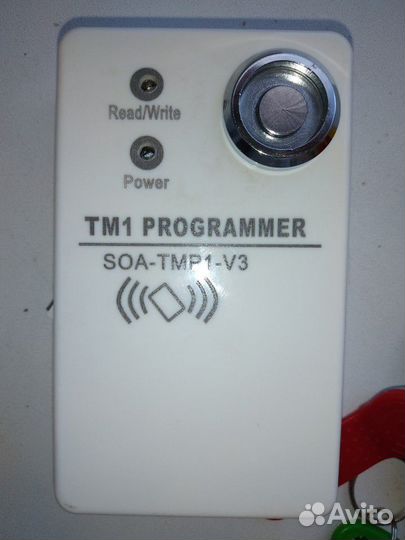 Read/Write
Power
TM1 PROGRAMMER
SOA-TMP1-V3
Avito